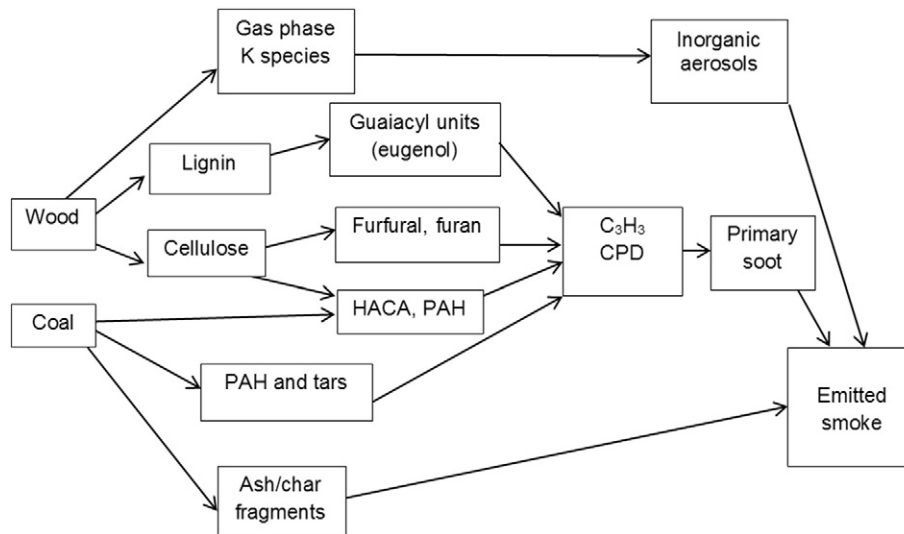 Gas phase
K species
Inorganic
aerosols
Guaiacyl units
(eugenol)
Lignin
Wood
Cellulose
Furfural, furan
C₃H₃
CPD
Primary
soot
HACA, PAH
Coal
PAH and tars
Emitted
smoke
Ash/char
fragments